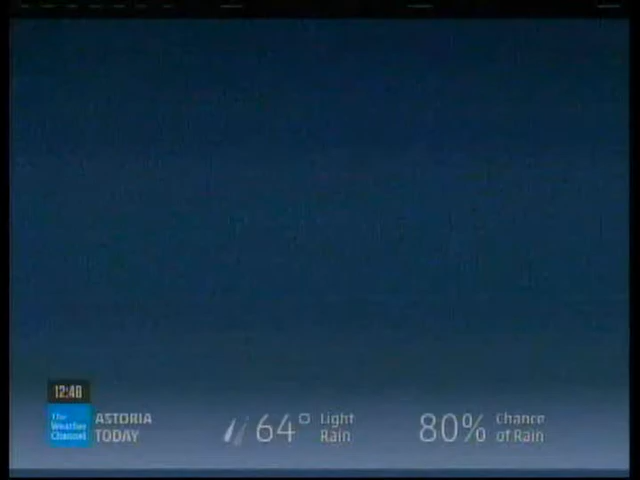 12:48
The
Weather
Channel
ASTORIA
TODAY
64°
Light
Rain
80%
Chance
of Rain